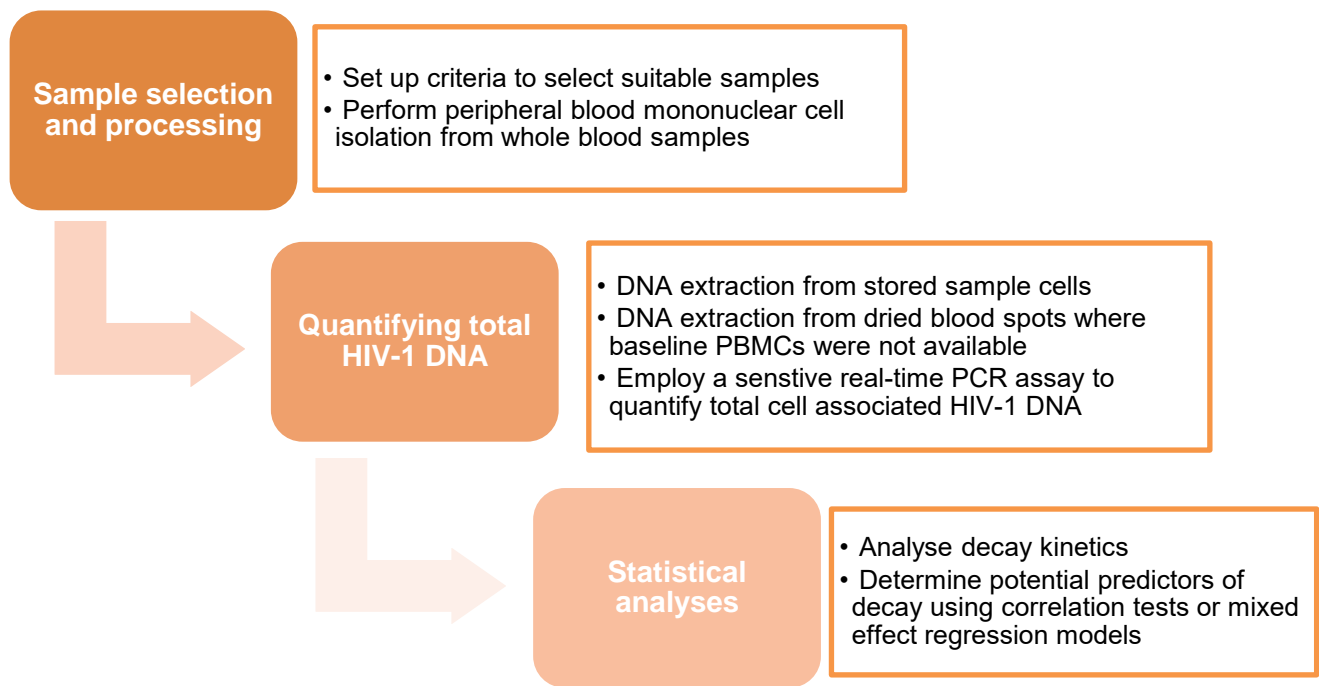 Sample selection
and processing
• Set up criteria to select suitable samples
• Perform peripheral blood mononuclear cell
isolation from whole blood samples
Quantifying total
HIV-1 DNA
• DNA extraction from stored sample cells
• DNA extraction from dried blood spots where
baseline PBMCs were not available
• Employ a senstive real-time PCR assay to
quantify total cell associated HIV-1 DNA
Statistical
analyses
• Analyse decay kinetics
• Determine potential predictors of
decay using correlation tests or mixed
effect regression models